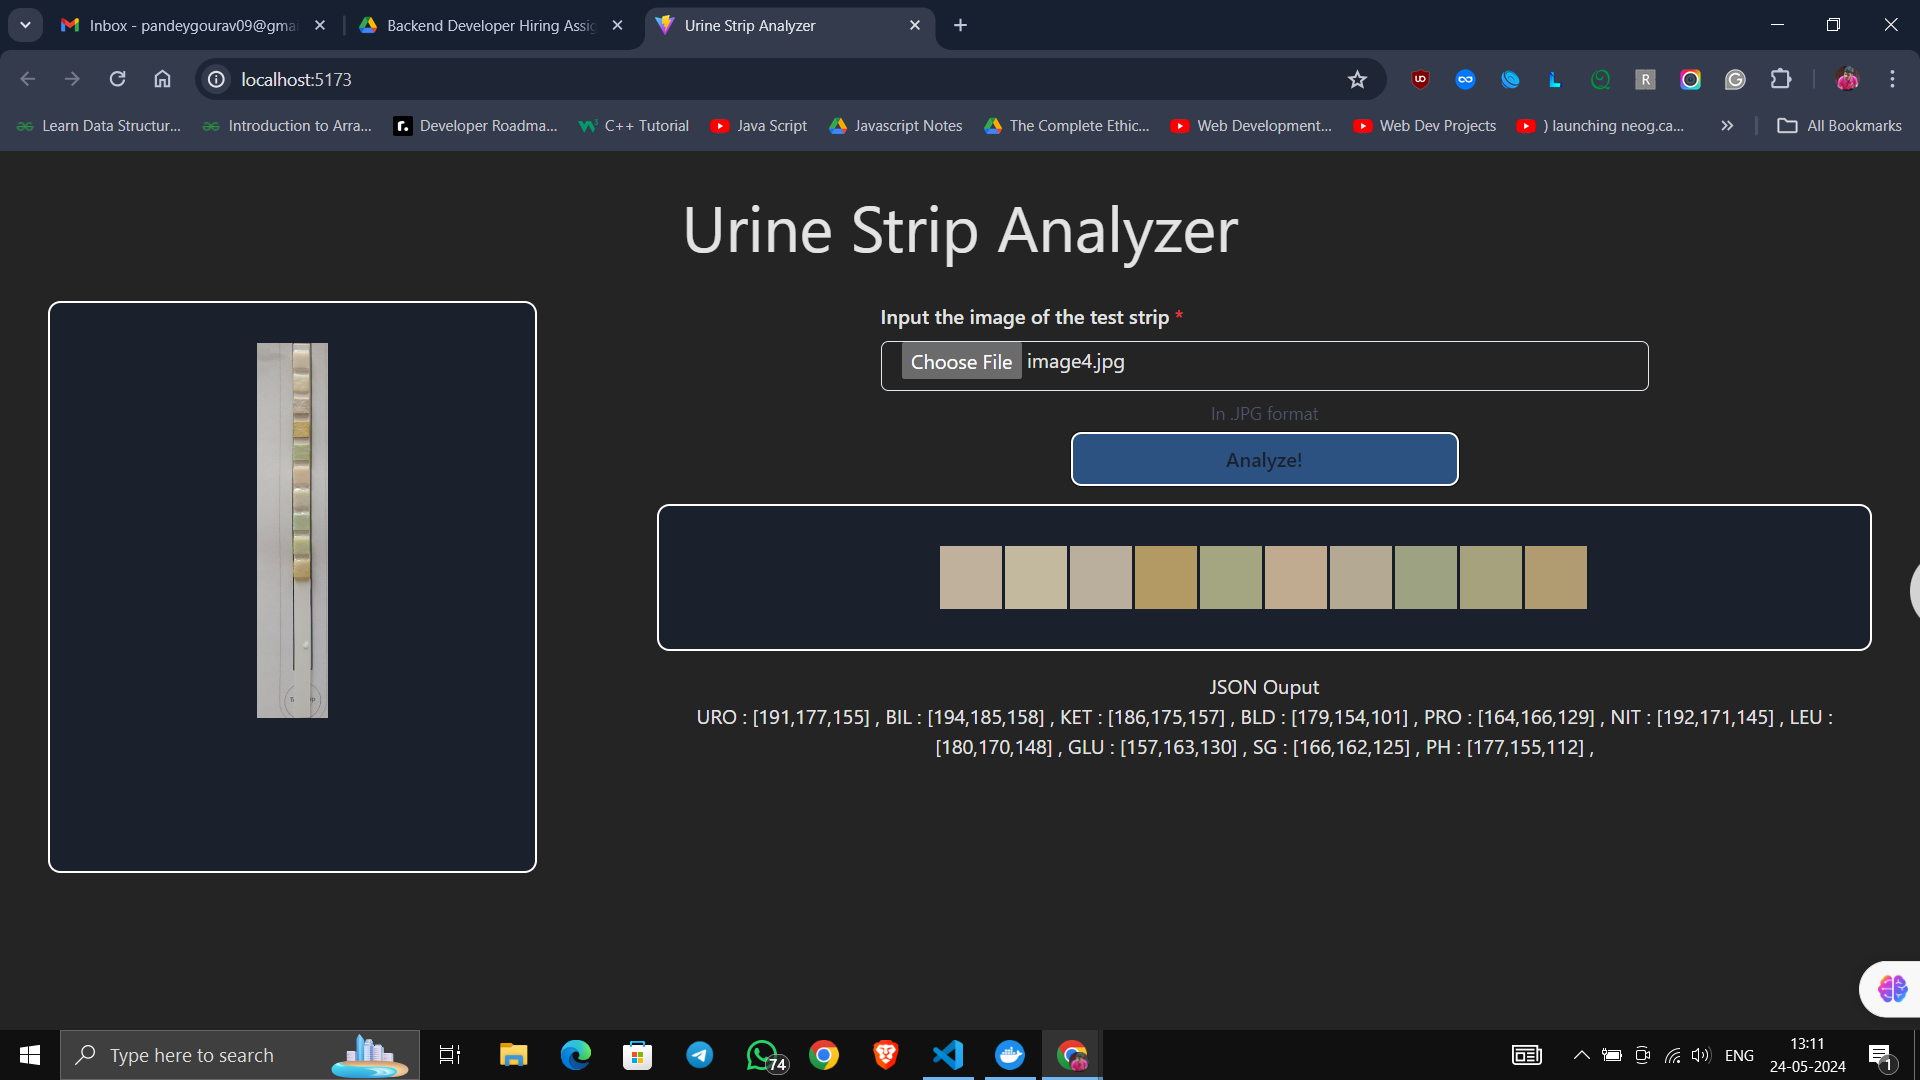 Inbox - pandeygourav09@gmai
Backend Developer Hiring Assig
Urine Strip Analyzer
localhost:5173
Learn Data Structur...
Introduction to Arra...
Developer Roadma...
C++ Tutorial
Java Script
Javascript Notes
The Complete Ethic...
Web Development...
Web Dev Projects
) launching neog.ca...
All Bookmarks
Urine Strip Analyzer
Input the image of the test strip *
Choose File image4.jpg
In .JPG format
Analyze!
JSON Ouput
URO : [191,177,155] , BIL : [194,185,158] , KET : [186,175,157] , BLD : [179,154,101] , PRO : [164,166,129] , NIT : [192,171,145] , LEU :
[180,170,148] , GLU : [157,163,130] , SG : [166,162,125] , PH : [177,155,112] ,
Type here to search
74
ENG
13:11
24-05-2024
1